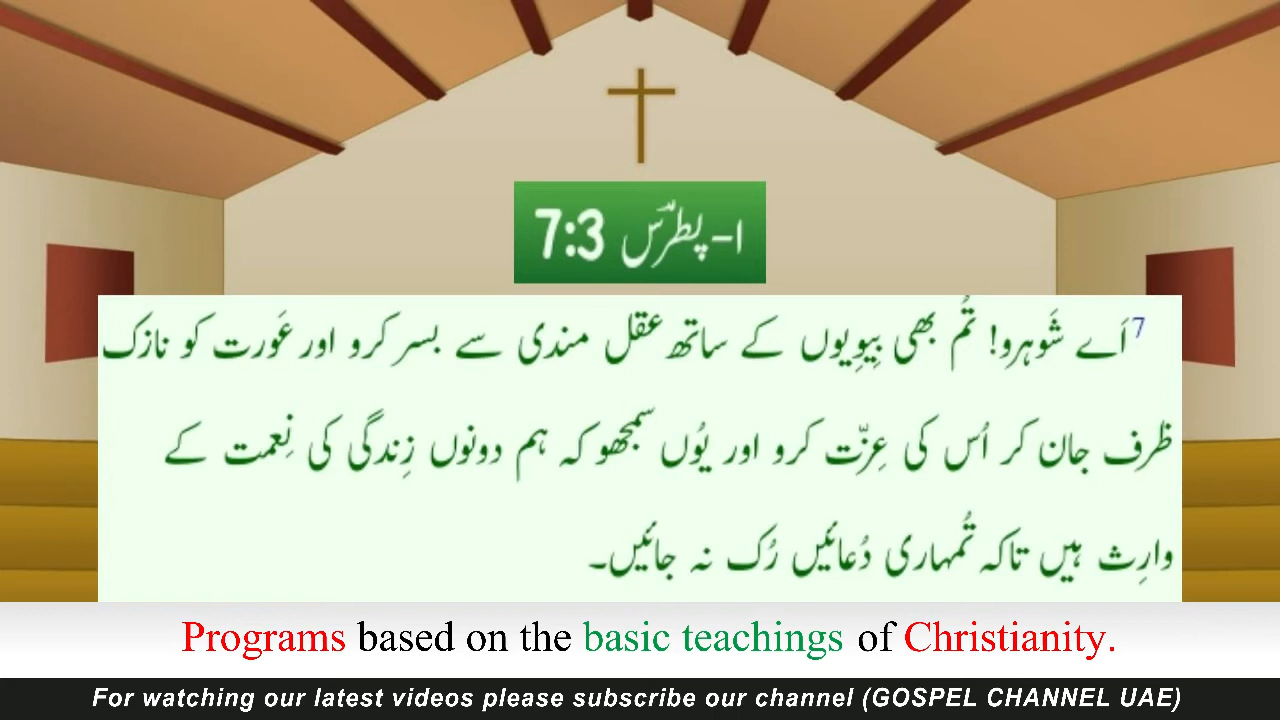 ۱- پطرؔس 7:3
7 اَے شَوہرو! تُم بھی بِیوِیوں کے ساتھ عقل مندی سے بسر کرو اور عَورت کو نازک
ظرف جان کر اُس کی عِزّت کرو اور یُوں سمجھو کہ ہم دونوں زِندگی کی نِعمت کے
وارِث ہیں تاکہ تُمہاری دُعائیں رُک نہ جائیں۔
Programs based on the basic teachings of Christianity.
For watching our latest videos please subscribe our channel (GOSPEL CHANNEL UAE)